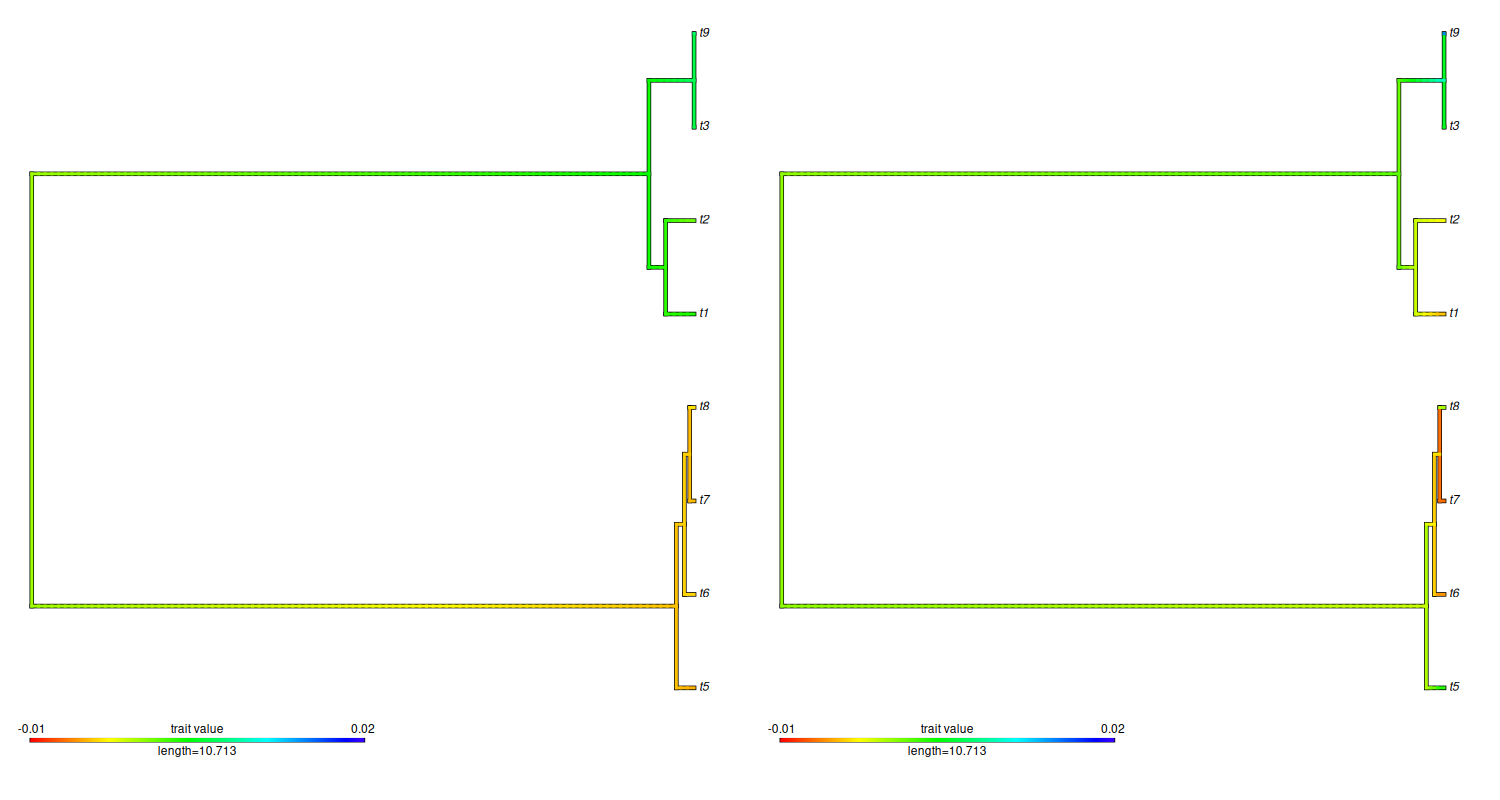 t9
t3
t2
t1
t8
t7
t6
t5
-0.01 trait value 0.02
length=10.713
t9
t3
t2
t1
t8
t7
t6
t5
-0.01 trait value 0.02
length=10.713